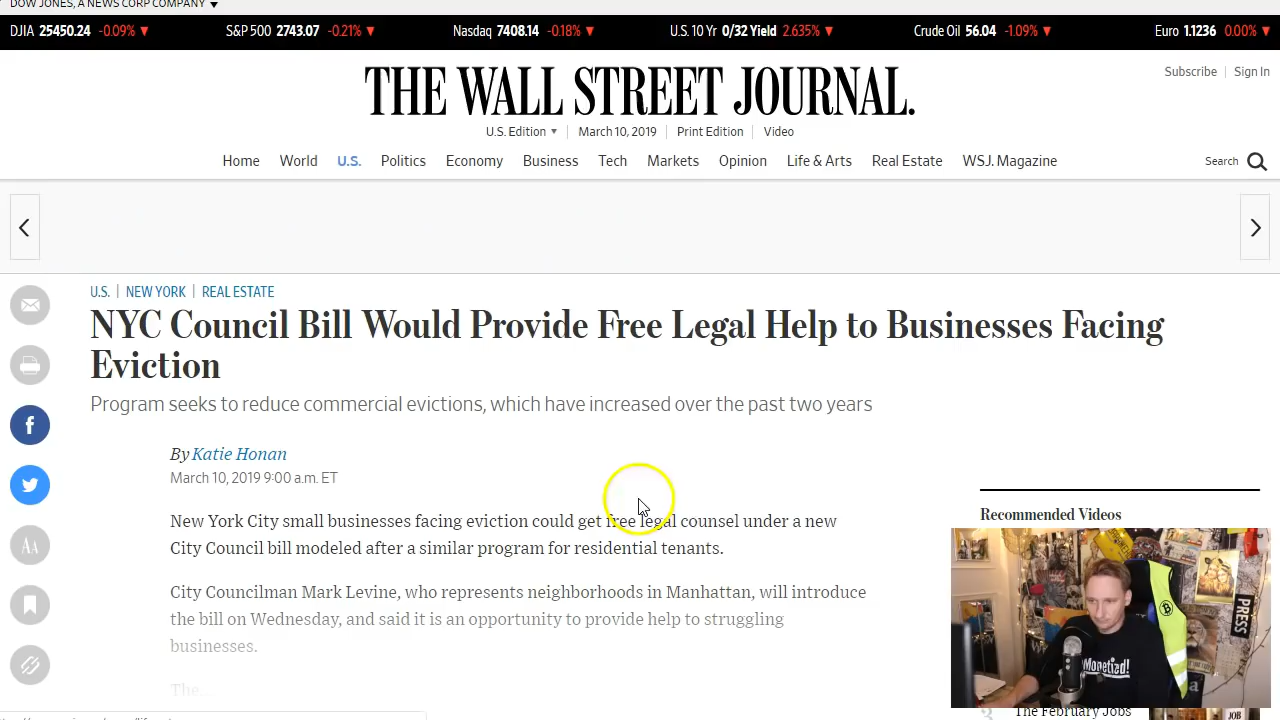 DOW JONES, A NEWS CORP COMPANY
DJIA 25450.24 -0.09% S&P 500 2743.07 -0.21% Nasdaq 7408.14 -0.18% U.S. 10 Yr 0/32 Yield 2.635% Crude Oil 56.04 -1.09% Euro 1.1236 0.00%
THE WALL STREET JOURNAL.
Subscribe Sign In
U.S. Edition March 10, 2019 Print Edition Video
Home World U.S. Politics Economy Business Tech Markets Opinion Life & Arts Real Estate WSJ. Magazine Search
U.S. NEW YORK REAL ESTATE
NYC Council Bill Would Provide Free Legal Help to Businesses Facing
Eviction
Program seeks to reduce commercial evictions, which have increased over the past two years
By Katie Honan
March 10, 2019 9:00 a.m. ET
New York City small businesses facing eviction could get free legal counsel under a new
City Council bill modeled after a similar program for residential tenants.
City Councilman Mark Levine, who represents neighborhoods in Manhattan, will introduce
the bill on Wednesday, and said it is an opportunity to provide help to struggling
businesses.
The...
AA
Recommended Videos
PRESS
The February Jobs
JOB